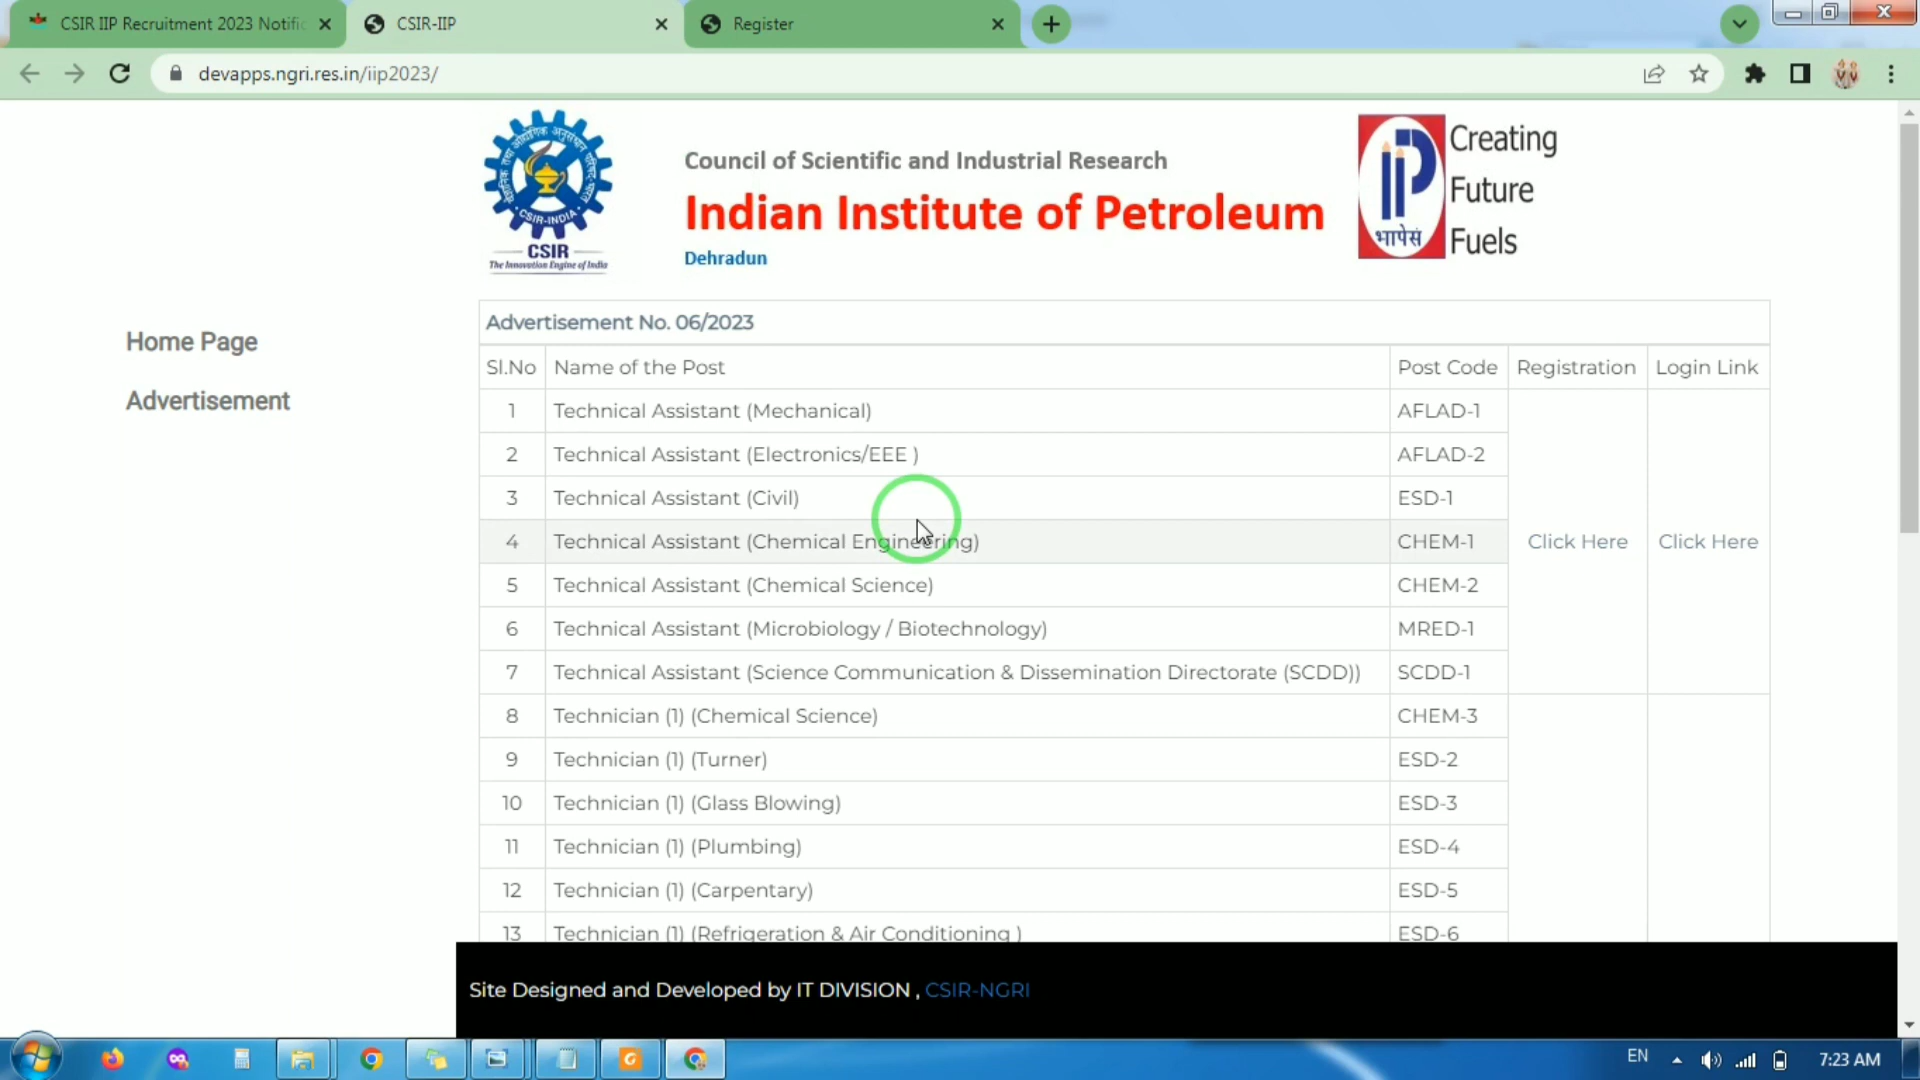 CSIR IIP Recruitment 2023 Notific
CSIR-IIP
Register
devapps.ngri.res.in/iip2023/
CSIR-INDIA
CSIR
The Innovation Engine of India
Council of Scientific and Industrial Research
Indian Institute of Petroleum
Dehradun
भापेसं
Creating
Future
Fuels
Home Page
Advertisement
Advertisement No. 06/2023
Sl.No Name of the Post Post Code Registration Login Link
1 Technical Assistant (Mechanical) AFLAD-1
2 Technical Assistant (Electronics/EEE ) AFLAD-2
3 Technical Assistant (Civil) ESD-1
4 Technical Assistant (Chemical Engineering) CHEM-1 Click Here Click Here
5 Technical Assistant (Chemical Science) CHEM-2
6 Technical Assistant (Microbiology / Biotechnology) MRED-1
7 Technical Assistant (Science Communication & Dissemination Directorate (SCDD)) SCDD-1
8 Technician (1) (Chemical Science) CHEM-3
9 Technician (1) (Turner) ESD-2
10 Technician (1) (Glass Blowing) ESD-3
11 Technician (1) (Plumbing) ESD-4
12 Technician (1) (Carpentary) ESD-5
13 Technician (1) (Refrigeration & Air Conditioning ) ESD-6
Site Designed and Developed by IT DIVISION , CSIR-NGRI
EN 7:23 AM